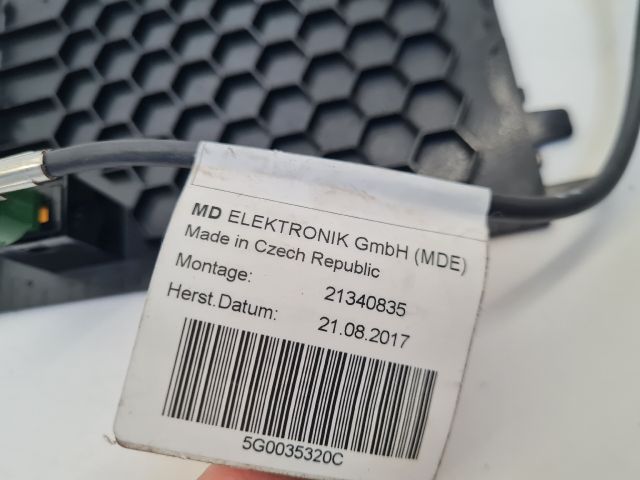 MD ELEKTRONIK GmbH (MDE)
Made in Czech Republic
Montage: 21340835
Herst.Datum: 21.08.2017
5G0035320C